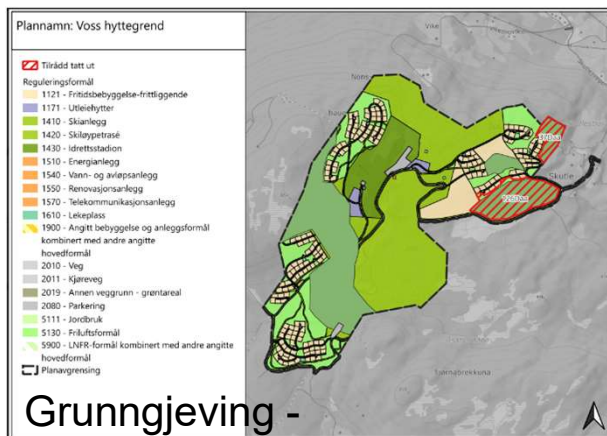 Plannamn: Voss hyttegrend
Tilrådd tatt ut
Reguleringsformål
1121 - Fritidsbebyggelse-frittliggende
1171 - Utleiehytter
1410 - Skianlegg
1420 - Skiløypetrasé
1430 - Idrettsstadion
1510 - Energianlegg
1540 - Vann- og avløpsanlegg
1550 - Renovasjonsanlegg
1570 - Telekommunikasjonsanlegg
1610 - Lekeplass
1900 - Angitt bebyggelse og anleggsformål
kombinert med andre angitte
hovedformål
2010 - Veg
2011 - Kjøreveg
2019 - Annen veggrunn - grøntareal
2080 - Parkering
5111 - Jordbruk
5130 - Friluftsformål
5900 - LNFR-formål kombinert med andre angitte
hovedformål
Planavgrensing
Vike
Skutle
Grunngjeving -